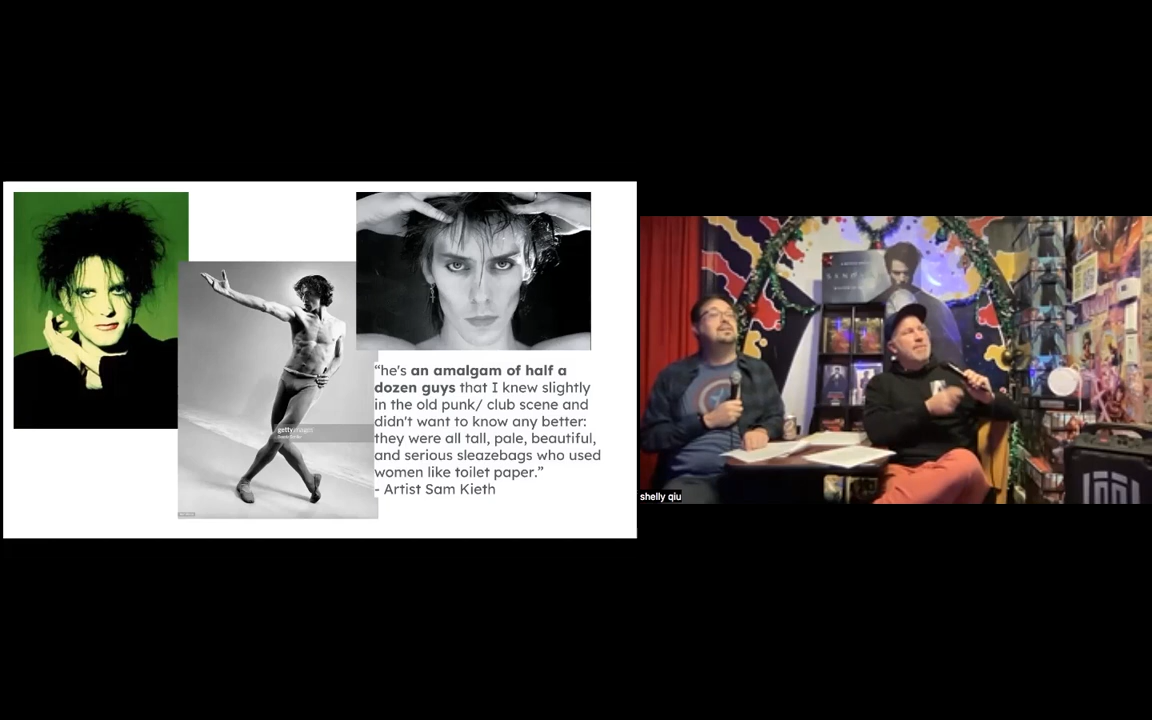 gettyimages
"he's an amalgam of half a
dozen guys that I knew slightly
in the old punk/ club scene and
didn't want to know any better:
they were all tall, pale, beautiful,
and serious sleazebags who used
women like toilet paper."
- Artist Sam Kieth
shelly qiu